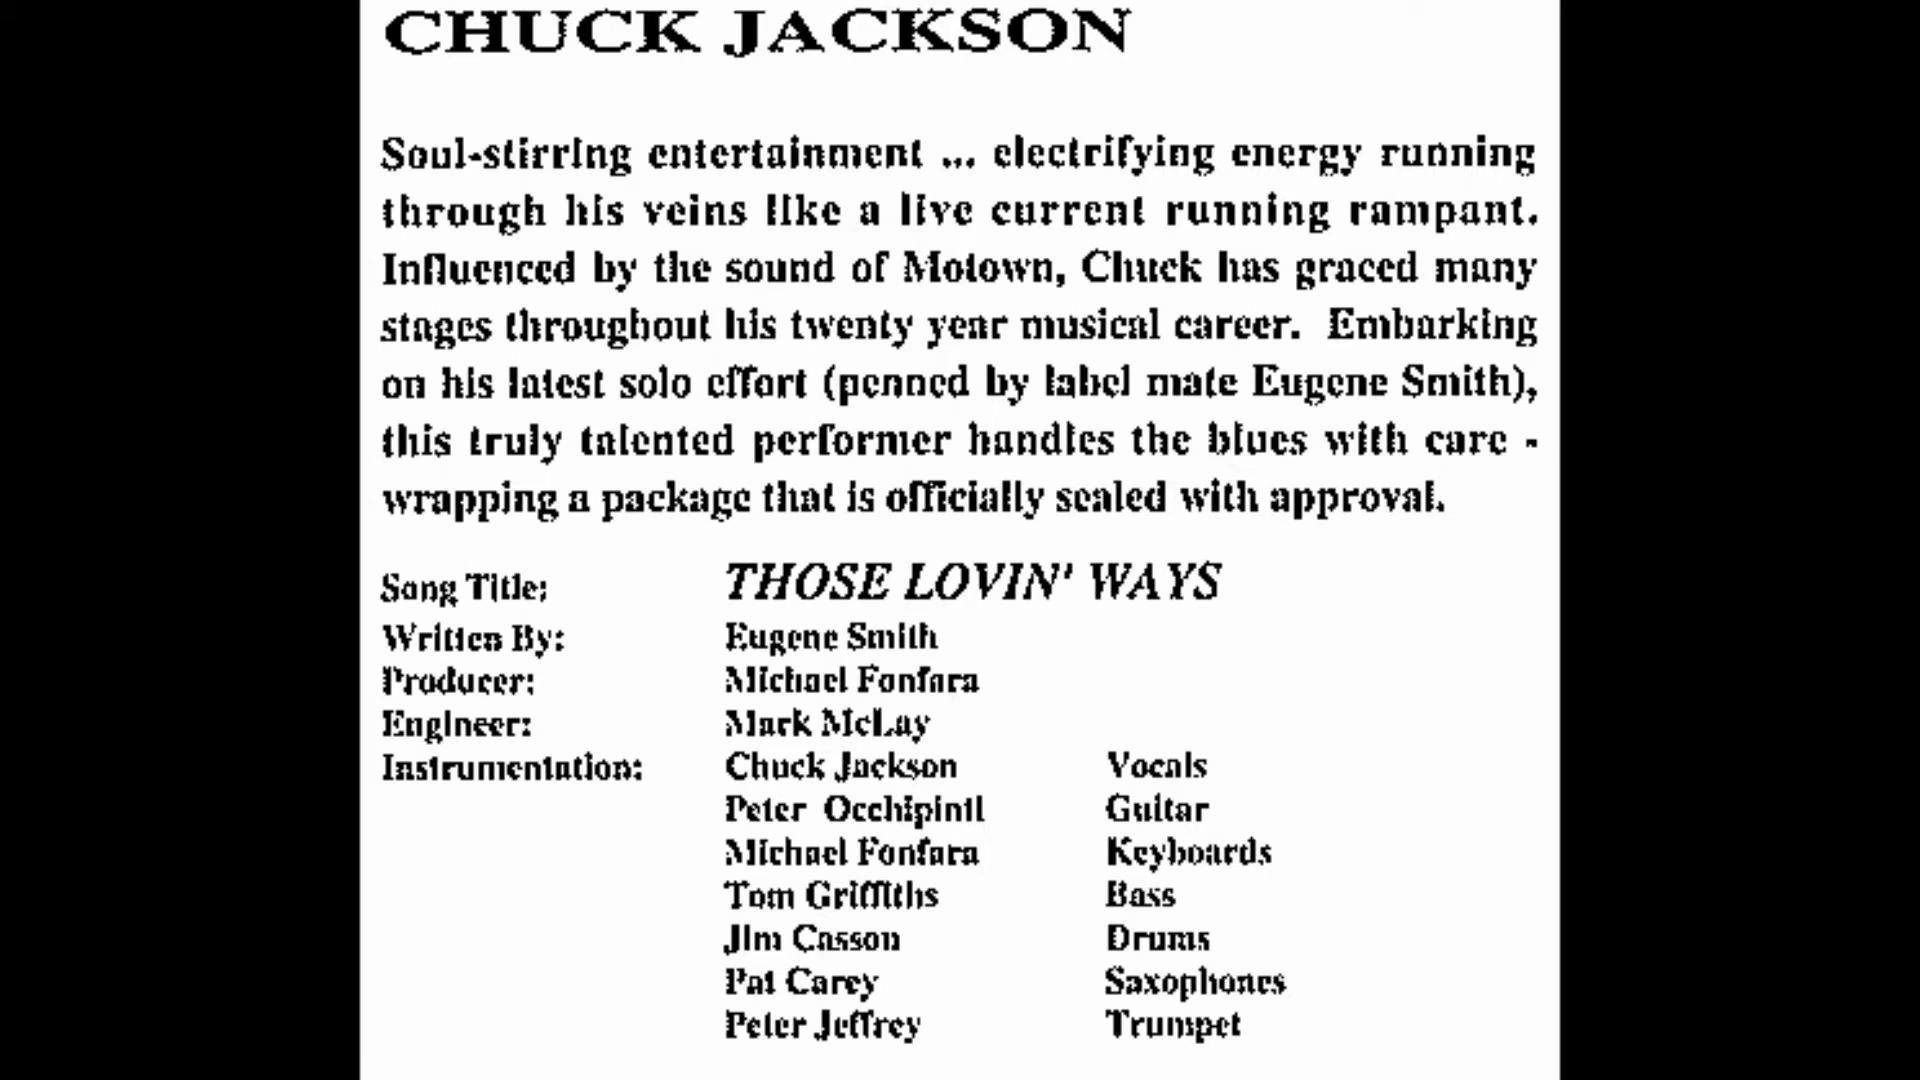 CHUCK JACKSON
Soul-stirring entertainment ... electrifying energy running
through his veins like a live current running rampant.
Influenced by the sound of Motown, Chuck has graced many
stages throughout his twenty year musical career. Embarking
on his latest solo effort (penned by label mate Eugene Smith),
this truly talented performer handles the blues with care -
wrapping a package that is officially sealed with approval.
Song Title: THOSE LOVIN' WAYS
Written By: Eugene Smith
Producer: Michael Fonfara
Engineer: Mark McLay
Instrumentation: Chuck Jackson Vocals
Peter Occhipinti Guitar
Michael Fonfara Keyboards
Tom Griffiths Bass
Jim Casson Drums
Pat Carey Saxophones
Peter Jeffrey Trumpet